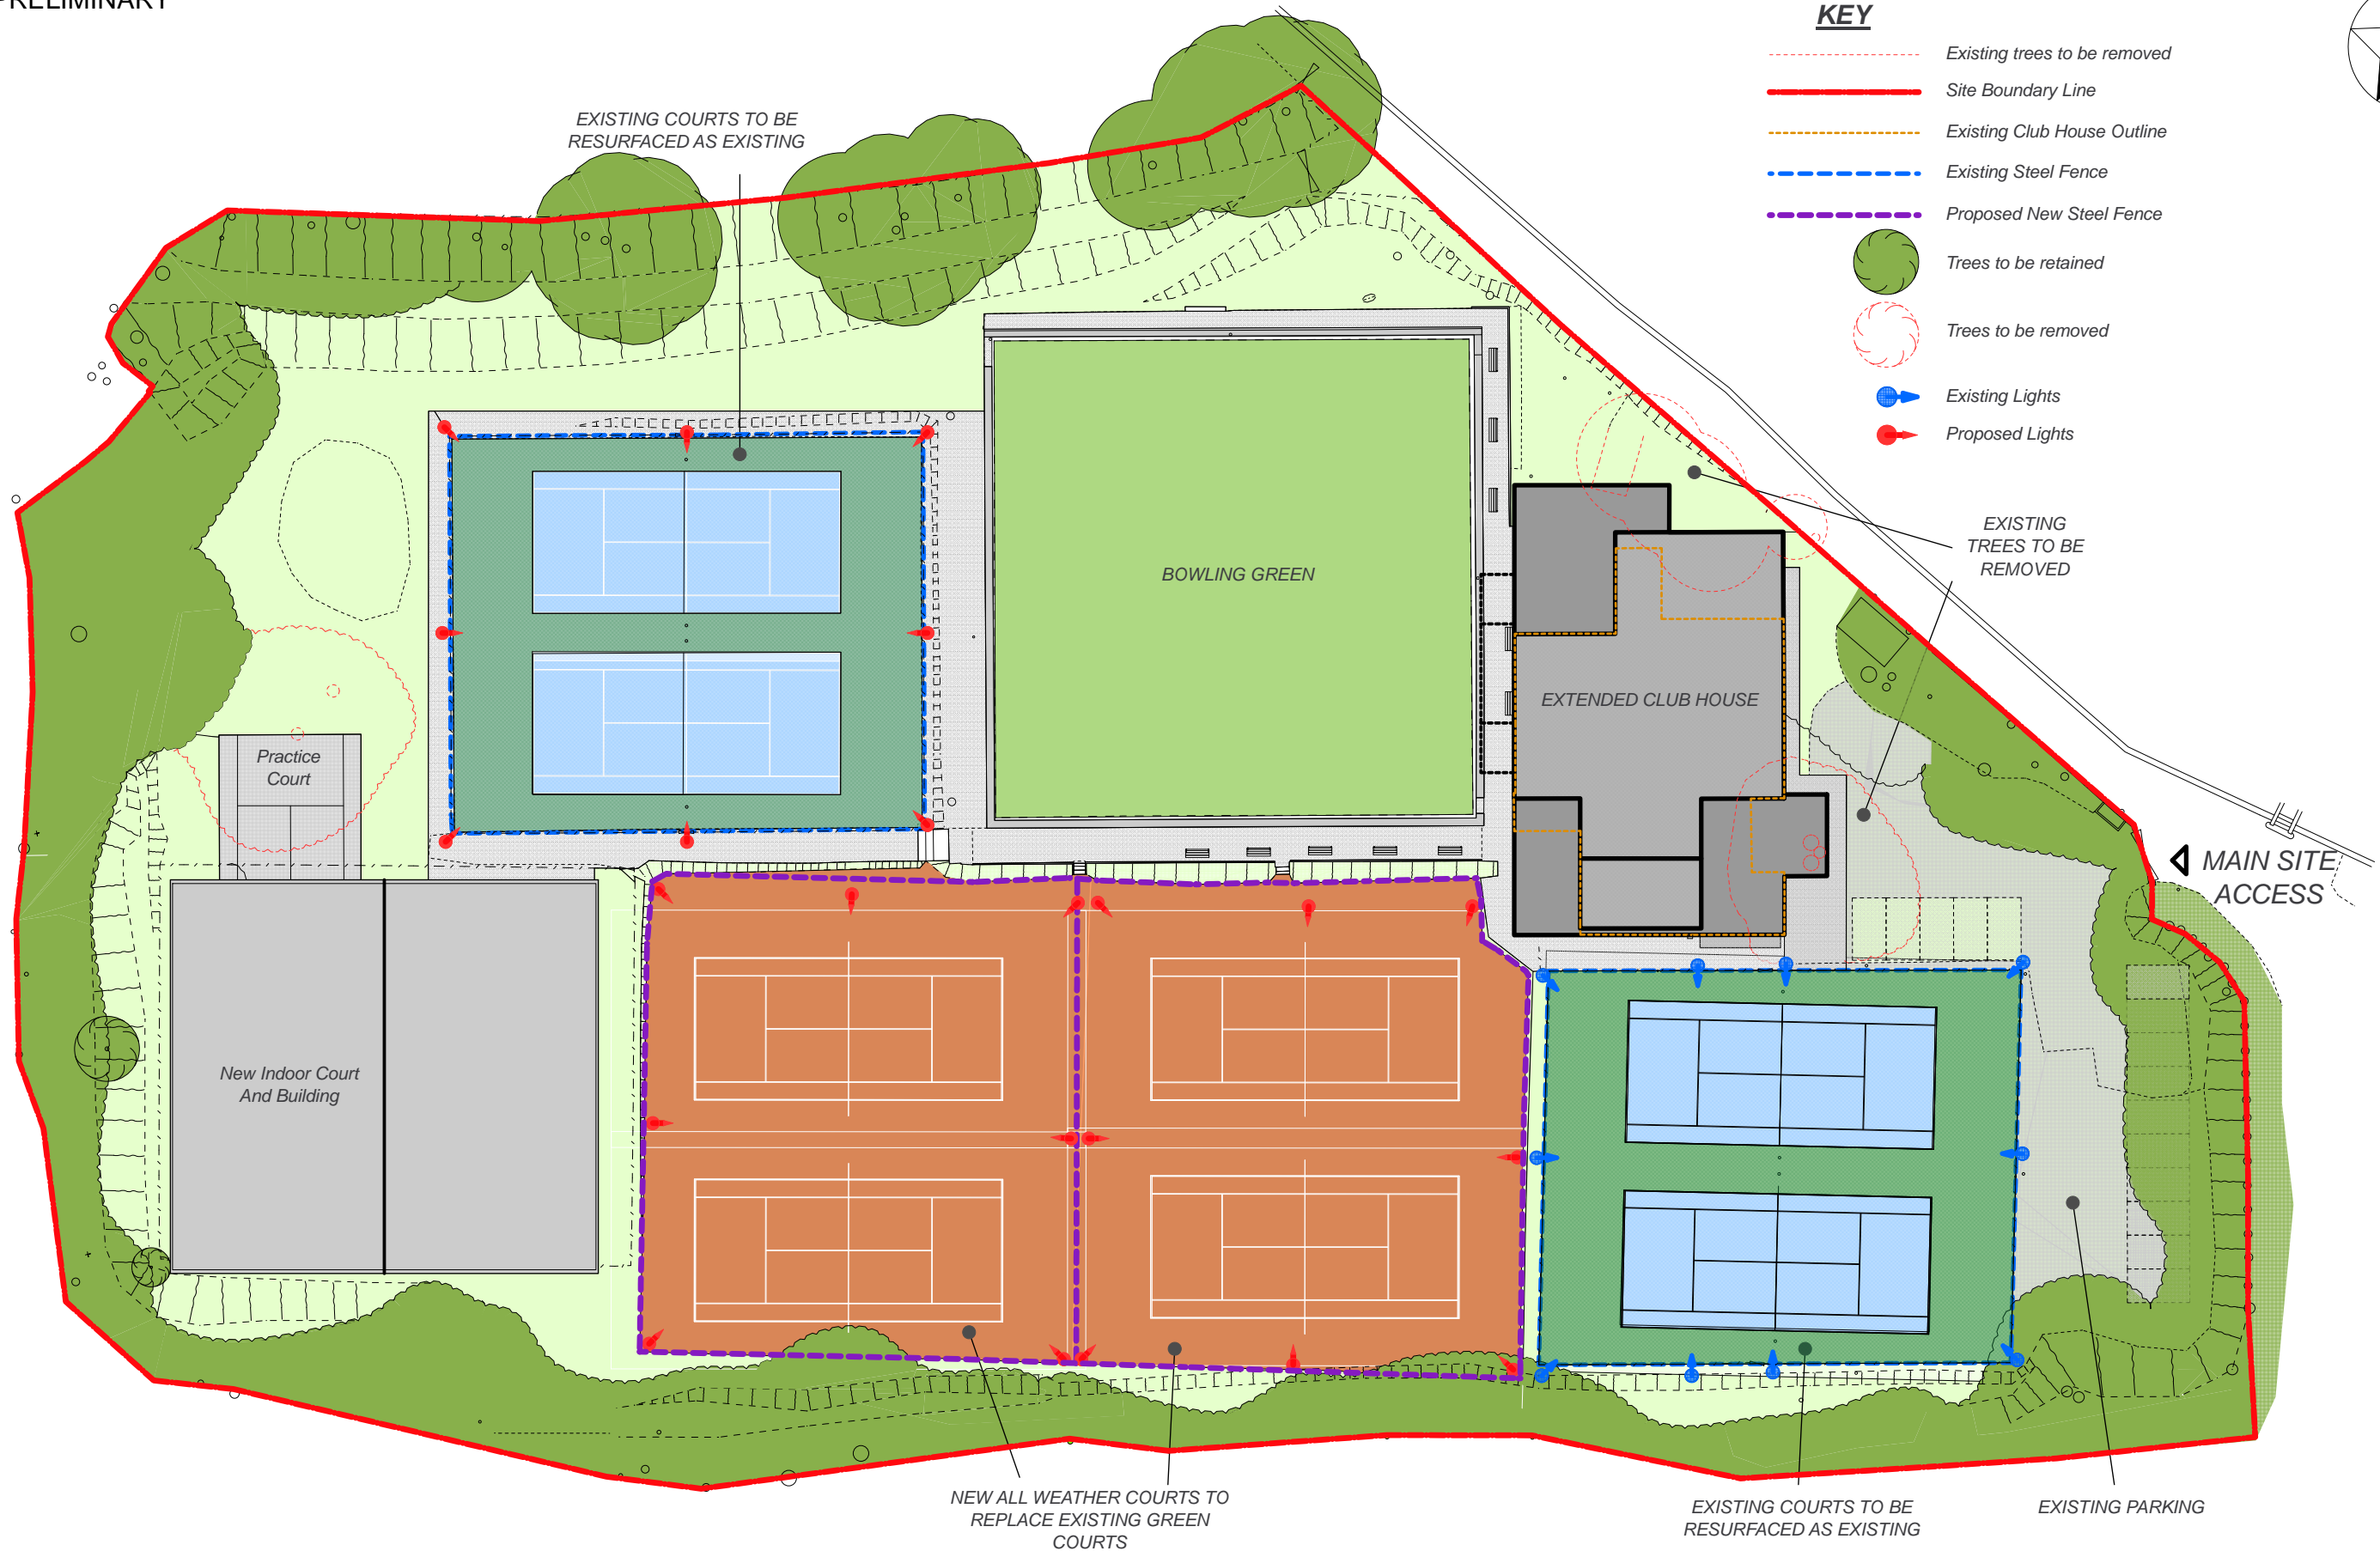 PRELIMINARY
KEY
Existing trees to be removed
Site Boundary Line
Existing Club House Outline
Existing Steel Fence
Proposed New Steel Fence
Trees to be retained
Trees to be removed
Existing Lights
Proposed Lights
EXISTING COURTS TO BE
RESURFACED AS EXISTING
EXISTING
TREES TO BE
REMOVED
BOWLING GREEN
EXTENDED CLUB HOUSE
Practice
Court
MAIN SITE
ACCESS
New Indoor Court
And Building
NEW ALL WEATHER COURTS TO
REPLACE EXISTING GREEN
COURTS
EXISTING COURTS TO BE
RESURFACED AS EXISTING
EXISTING PARKING